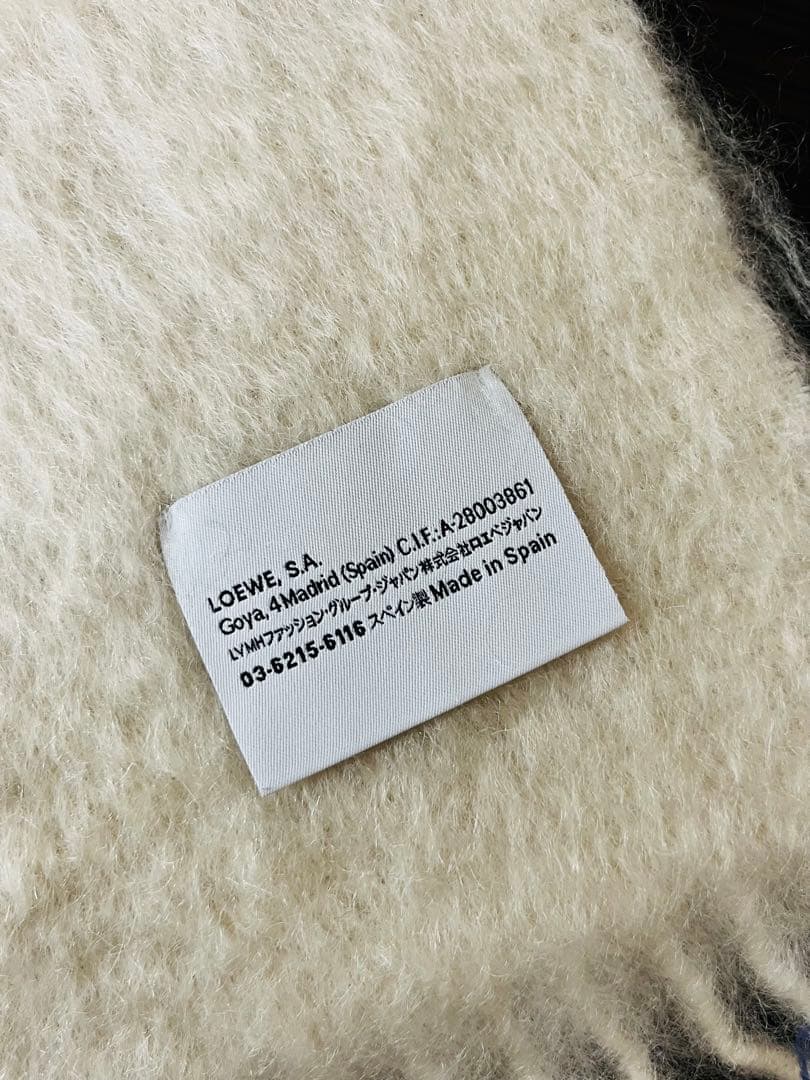 LOEWE, S.A.
Goya, 4 Madrid (Spain) C.I.F.:A-28003861
LVMHファッション・グループ・ジャパン株式会社ロエベジャパン
03-6215-6116 スペイン製 Made in Spain